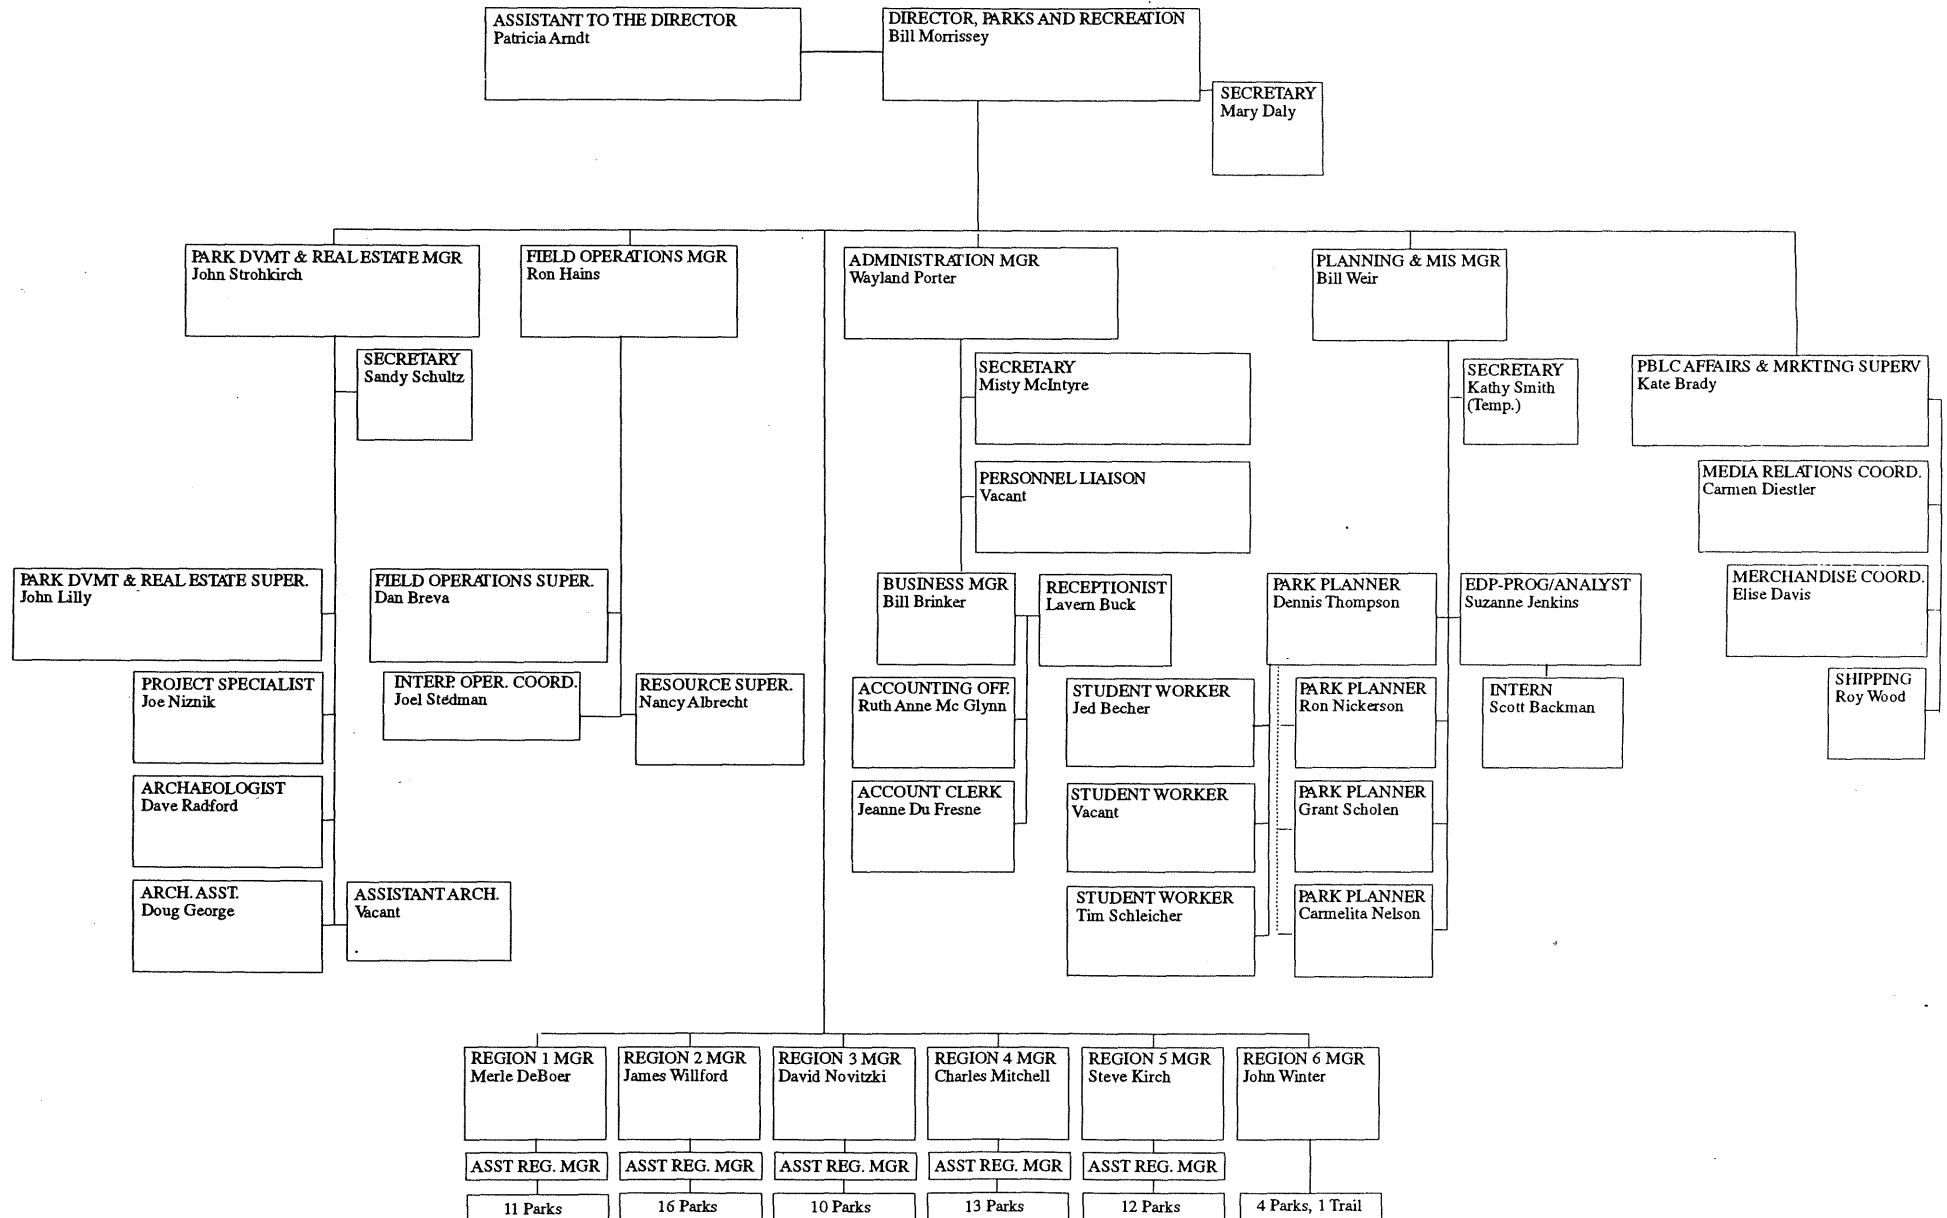 ASSISTANT TO THE DIRECTOR
Patricia Arndt
DIRECTOR, PARKS AND RECREATION
Bill Morrissey
SECRETARY
Mary Daly
PARK DVMT & REAL ESTATE MGR
John Strohkirch
FIELD OPERATIONS MGR
Ron Hains
ADMINISTRATION MGR
Wayland Porter
PLANNING & MIS MGR
Bill Weir
SECRETARY
Sandy Schultz
SECRETARY
Misty McIntyre
SECRETARY
Kathy Smith
(Temp.)
PBLC AFFAIRS & MRKTING SUPERV
Kate Brady
PERSONNEL LIAISON
Vacant
MEDIA RELATIONS COORD.
Carmen Diestler
PARK DVMT & REAL ESTATE SUPER.
John Lilly
FIELD OPERATIONS SUPER.
Dan Breva
BUSINESS MGR
Bill Brinker
RECEPTIONIST
Lavern Buck
PARK PLANNER
Dennis Thompson
EDP-PROG/ANALYST
Suzanne Jenkins
MERCHANDISE COORD.
Elise Davis
PROJECT SPECIALIST
Joe Niznik
INTERP. OPER. COORD.
Joel Stedman
RESOURCE SUPER.
Nancy Albrecht
ACCOUNTING OFF.
Ruth Anne Mc Glynn
STUDENT WORKER
Jed Becher
PARK PLANNER
Ron Nickerson
INTERN
Scott Backman
SHIPPING
Roy Wood
ARCHAEOLOGIST
Dave Radford
ACCOUNT CLERK
Jeanne Du Fresne
STUDENT WORKER
Vacant
PARK PLANNER
Grant Scholen
ARCH. ASST.
Doug George
ASSISTANT ARCH.
Vacant
STUDENT WORKER
Tim Schleicher
PARK PLANNER
Carmelita Nelson
REGION 1 MGR
Merle DeBoer
REGION 2 MGR
James Willford
REGION 3 MGR
David Novitzki
REGION 4 MGR
Charles Mitchell
REGION 5 MGR
Steve Kirch
REGION 6 MGR
John Winter
ASST REG. MGR
ASST REG. MGR
ASST REG. MGR
ASST REG. MGR
ASST REG. MGR
11 Parks
16 Parks
10 Parks
13 Parks
12 Parks
4 Parks, 1 Trail